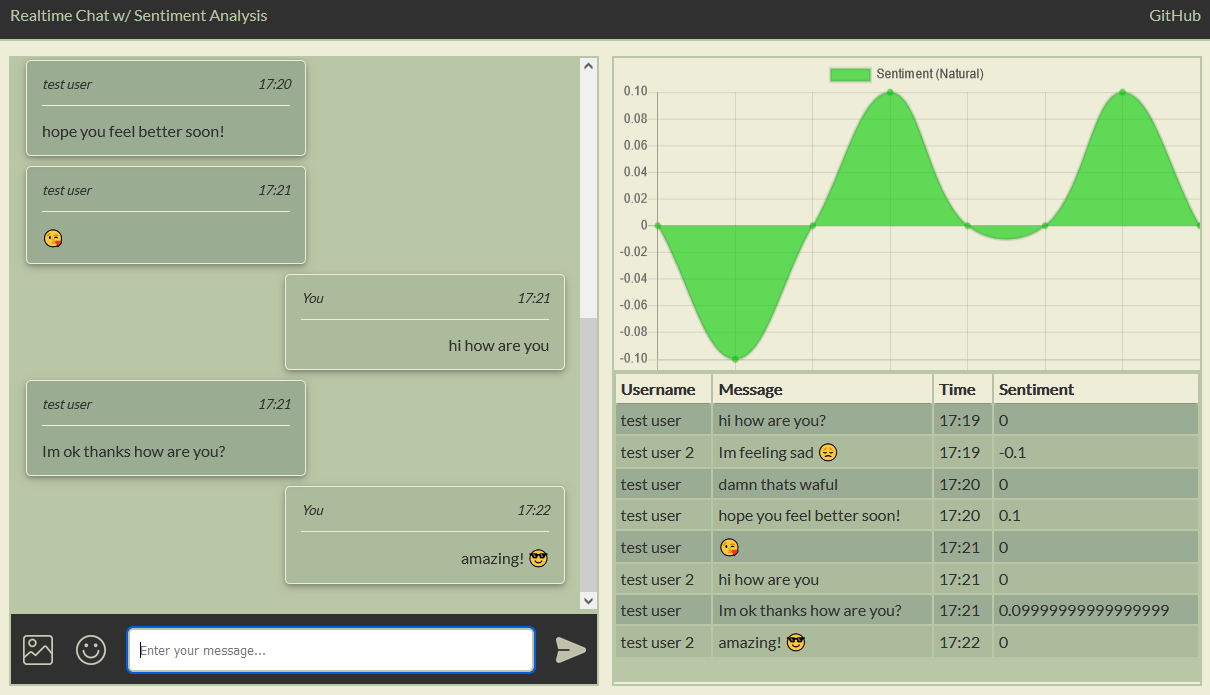 Realtime Chat w/ Sentiment Analysis GitHub
test user 17:20
hope you feel better soon!
test user 17:21
😘
You 17:21
hi how are you
test user 17:21
Im ok thanks how are you?
You 17:22
amazing! 😎
Enter your message...
Sentiment (Natural)
0.10
0.08
0.06
0.04
0.02
0
-0.02
-0.04
-0.06
-0.08
-0.10
Username Message Time Sentiment
test user hi how are you? 17:19 0
test user 2 Im feeling sad 😞 17:19 -0.1
test user damn thats waful 17:20 0
test user hope you feel better soon! 17:20 0.1
test user 😘 17:21 0
test user 2 hi how are you 17:21 0
test user Im ok thanks how are you? 17:21 0.09999999999999999
test user 2 amazing! 😎 17:22 0